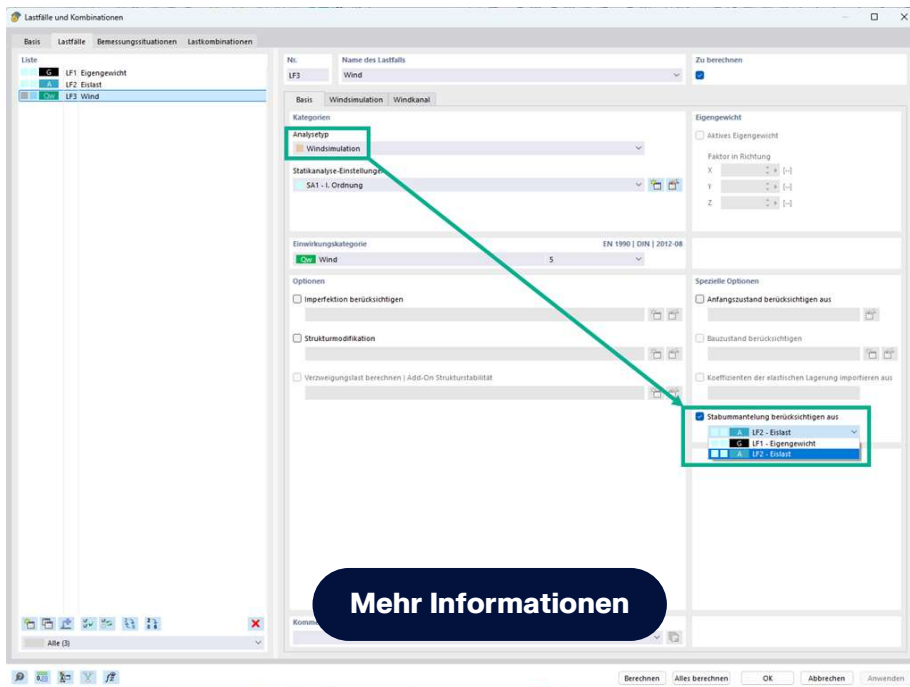 Lastfälle und Kombinationen
Basis Lastfälle Bemessungssituationen Lastkombinationen
Liste
G LF1 Eigengewicht
A LF2 Eislast
Qw LF3 Wind
Alle (3)
Nr.
LF3
Name des Lastfalls
Wind
Zu berechnen
Basis Windsimulation Windkanal
Kategorien
Analysetyp
Windsimulation
Statikanalyse-Einstellungen
SA1 - I. Ordnung
Eigengewicht
Aktives Eigengewicht
Faktor in Richtung
X [--]
Y [--]
Z [--]
Einwirkungskategorie EN 1990 | DIN | 2012-08
Qw Wind 5
Optionen
Imperfektion berücksichtigen
Strukturmodifikation
Verzweigungslast berechnen | Add-On Strukturstabilität
Spezielle Optionen
Anfangszustand berücksichtigen aus
Bauzustand berücksichtigen
Koeffizienten der elastischen Lagerung importieren aus
Stabummantelung berücksichtigen aus
A LF2 - Eislast
G LF1 - Eigengewicht
A LF2 - Eislast
Mehr Informationen
Berechnen Alles berechnen OK Abbrechen Anwenden